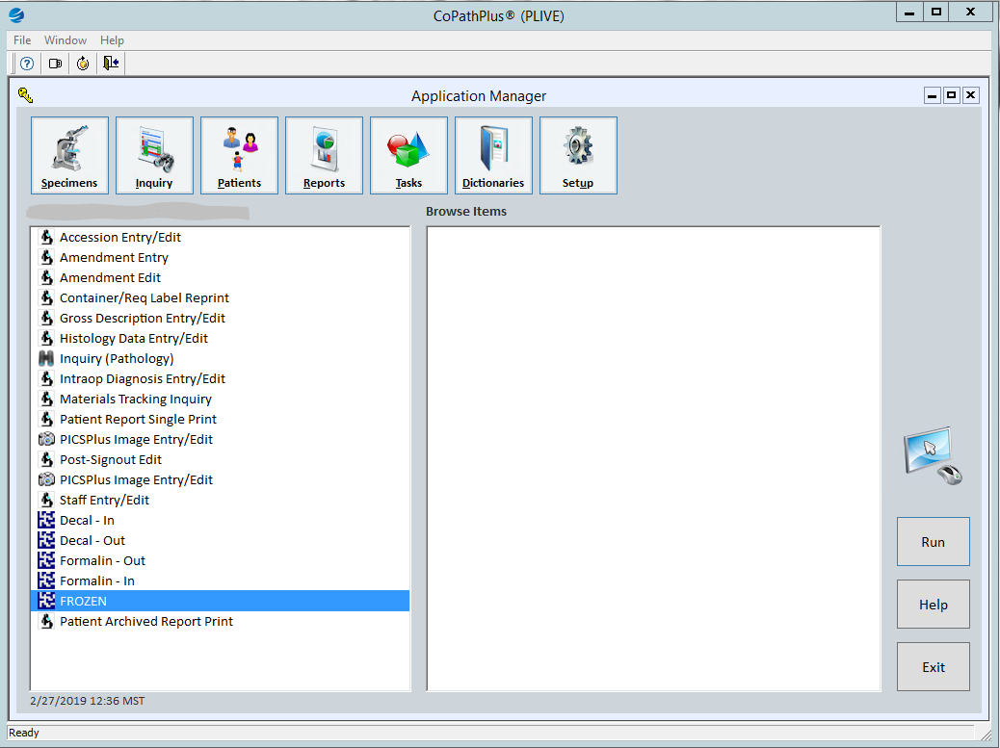 CoPathPlus® (PLIVE)
File Window Help
Application Manager
Specimens Inquiry Patients Reports Tasks Dictionaries Setup
Browse Items
Accession Entry/Edit
Amendment Entry
Amendment Edit
Container/Req Label Reprint
Gross Description Entry/Edit
Histology Data Entry/Edit
Inquiry (Pathology)
Intraop Diagnosis Entry/Edit
Materials Tracking Inquiry
Patient Report Single Print
PICSPlus Image Entry/Edit
Post-Signout Edit
PICSPlus Image Entry/Edit
Staff Entry/Edit
Decal - In
Decal - Out
Formalin - Out
Formalin - In
FROZEN
Patient Archived Report Print
Run
Help
Exit
2/27/2019 12:36 MST
Ready